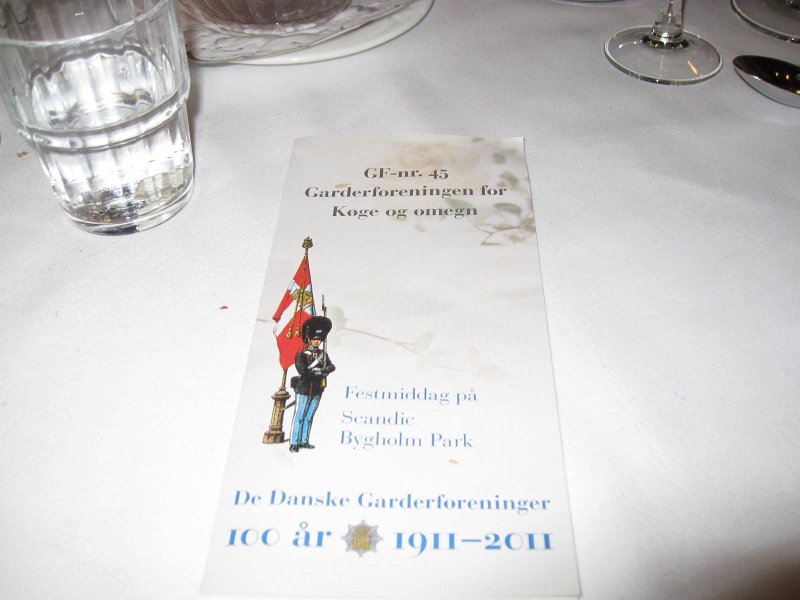 GF-nr. 45
Garderforeningen for
Køge og omegn
Festmiddag på
Scandic
Bygholm Park
De Danske Garderforeninger
100 år 1911–2011